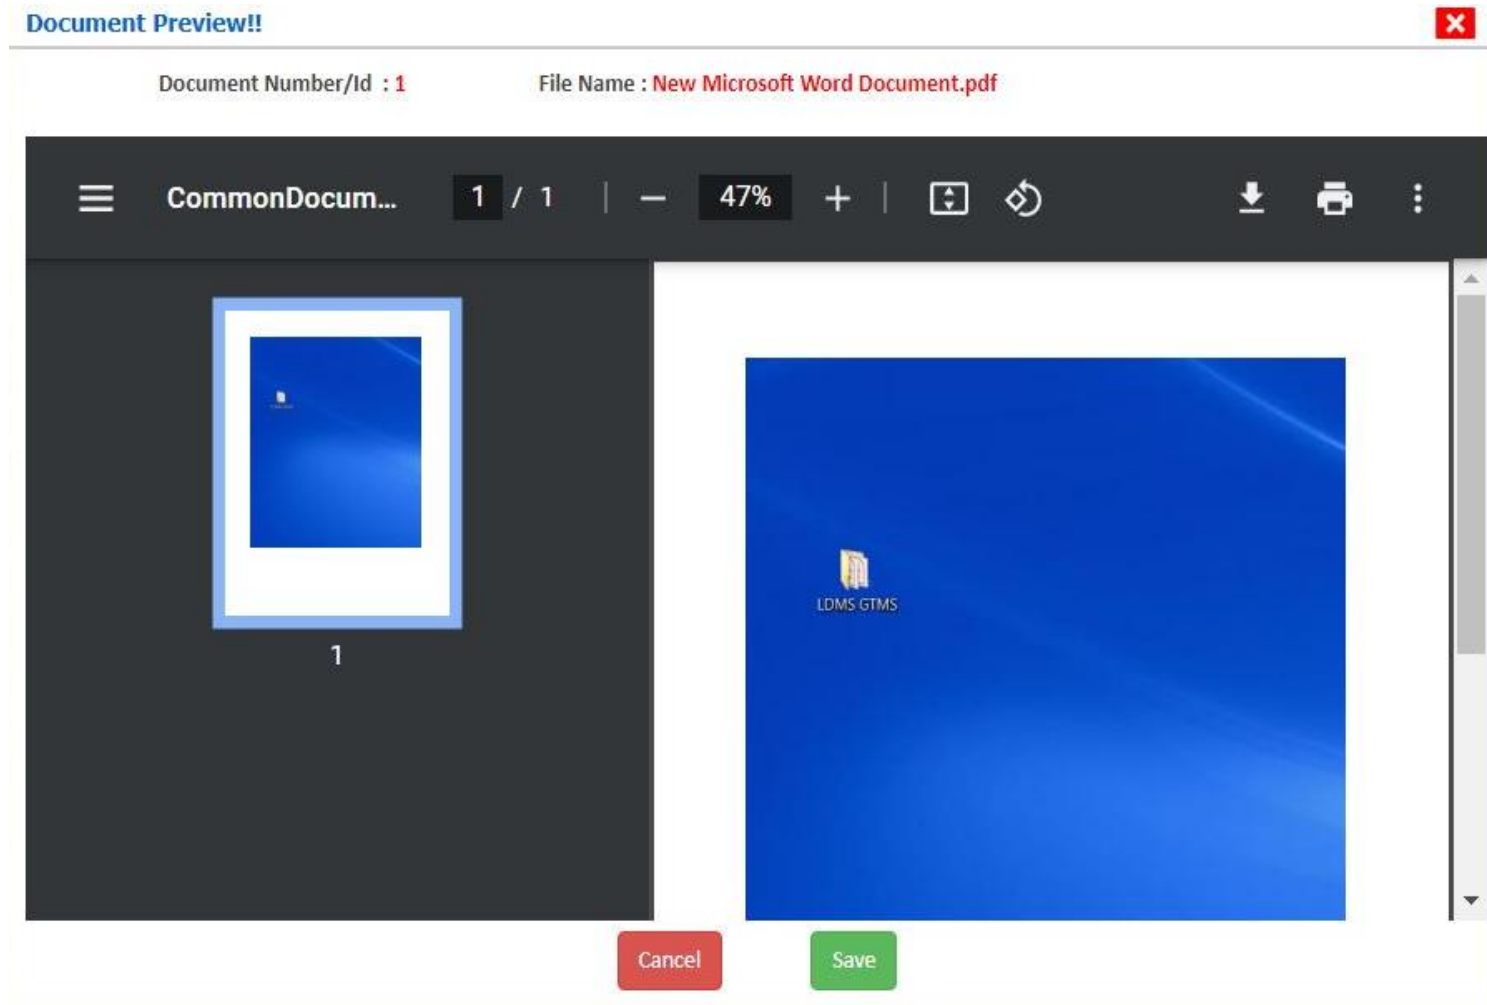 Document Preview!!
Document Number/Id : 1 File Name : New Microsoft Word Document.pdf
CommonDocum... 1 / 1 47%
LDMS GTMS
1
Cancel Save